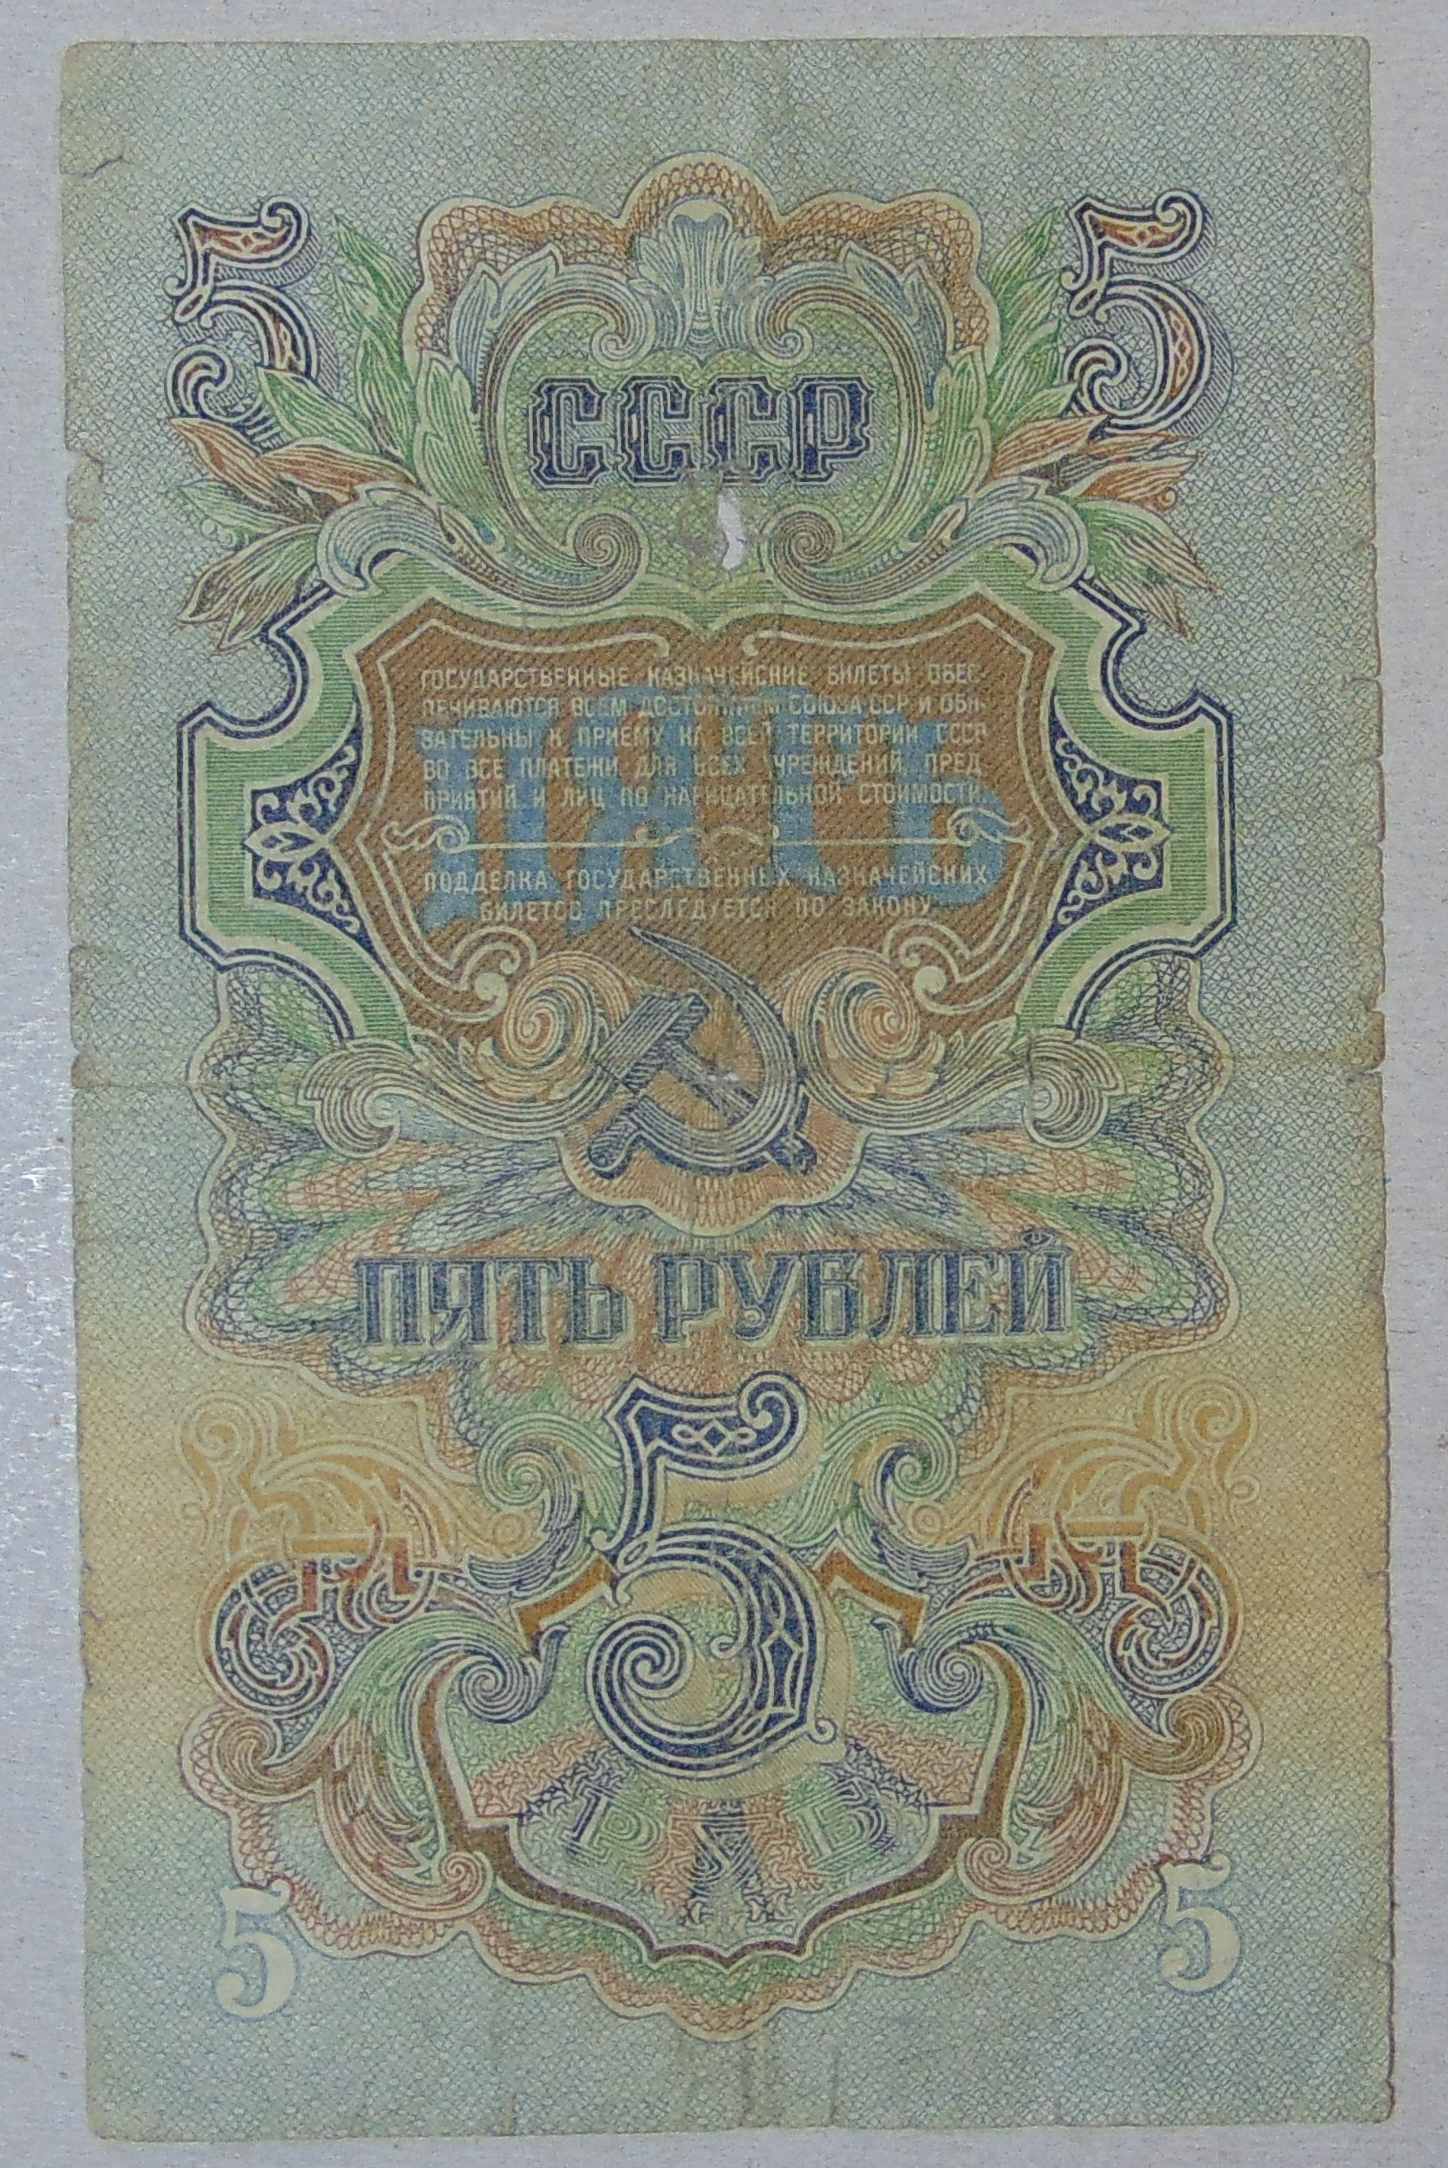 5 5
СССР
ГОСУДАРСТВЕННЫЕ КАЗНАЧЕЙСКИЕ БИЛЕТЫ ОБЕС-
ПЕЧИВАЮТСЯ ВСЕМ ДОСТОЯНИЕМ СОЮЗА ССР И ОБЯ-
ЗАТЕЛЬНЫ К ПРИЁМУ НА ВСЕЙ ТЕРРИТОРИИ СССР
ВО ВСЕ ПЛАТЕЖИ ДЛЯ ВСЕХ УЧРЕЖДЕНИЙ, ПРЕД-
ПРИЯТИЙ И ЛИЦ ПО НАРИЦАТЕЛЬНОЙ СТОИМОСТИ.
ПЯТЬ
ПОДДЕЛКА ГОСУДАРСТВЕННЫХ КАЗНАЧЕЙСКИХ
БИЛЕТОВ ПРЕСЛЕДУЕТСЯ ПО ЗАКОНУ
ПЯТЬ РУБЛЕЙ
5
РЛБ
5 5